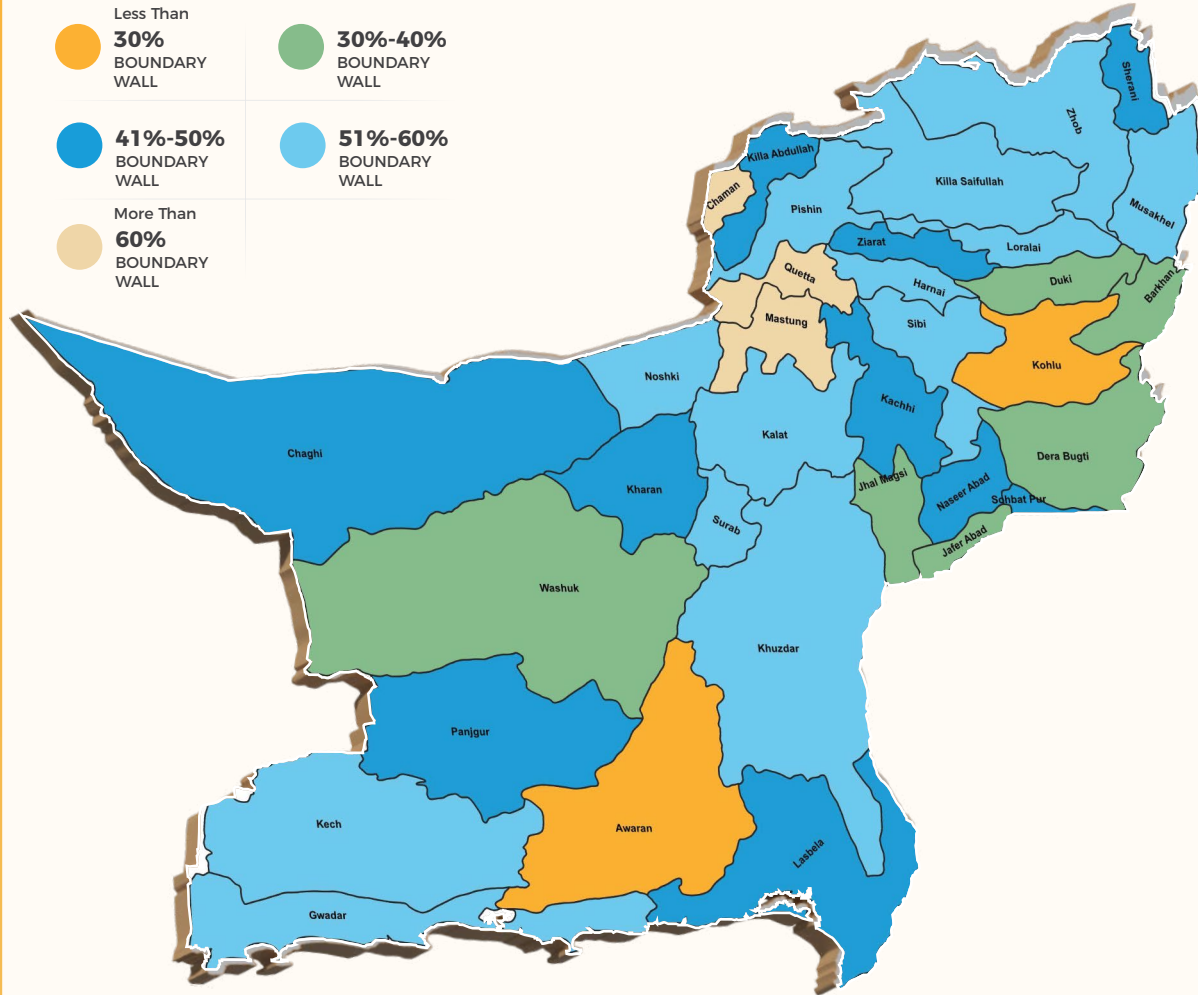 Less Than
30%
BOUNDARY
WALL
30%-40%
BOUNDARY
WALL
41%-50%
BOUNDARY
WALL
51%-60%
BOUNDARY
WALL
More Than
60%
BOUNDARY
WALL
Sherani
Zhob
Killa Abdullah
Killa Saifullah
Chaman
Pishin
Musakhel
Ziarat
Loralai
Quetta
Harnai
Duki
Barkhan
Mastung
Sibi
Kohlu
Noshki
Kachhi
Kalat
Chaghi
Dera Bugti
Kharan
Jhal Magsi
Naseer Abad
Sohbat Pur
Surab
Jafer Abad
Washuk
Khuzdar
Panjgur
Kech
Awaran
Lasbela
Gwadar